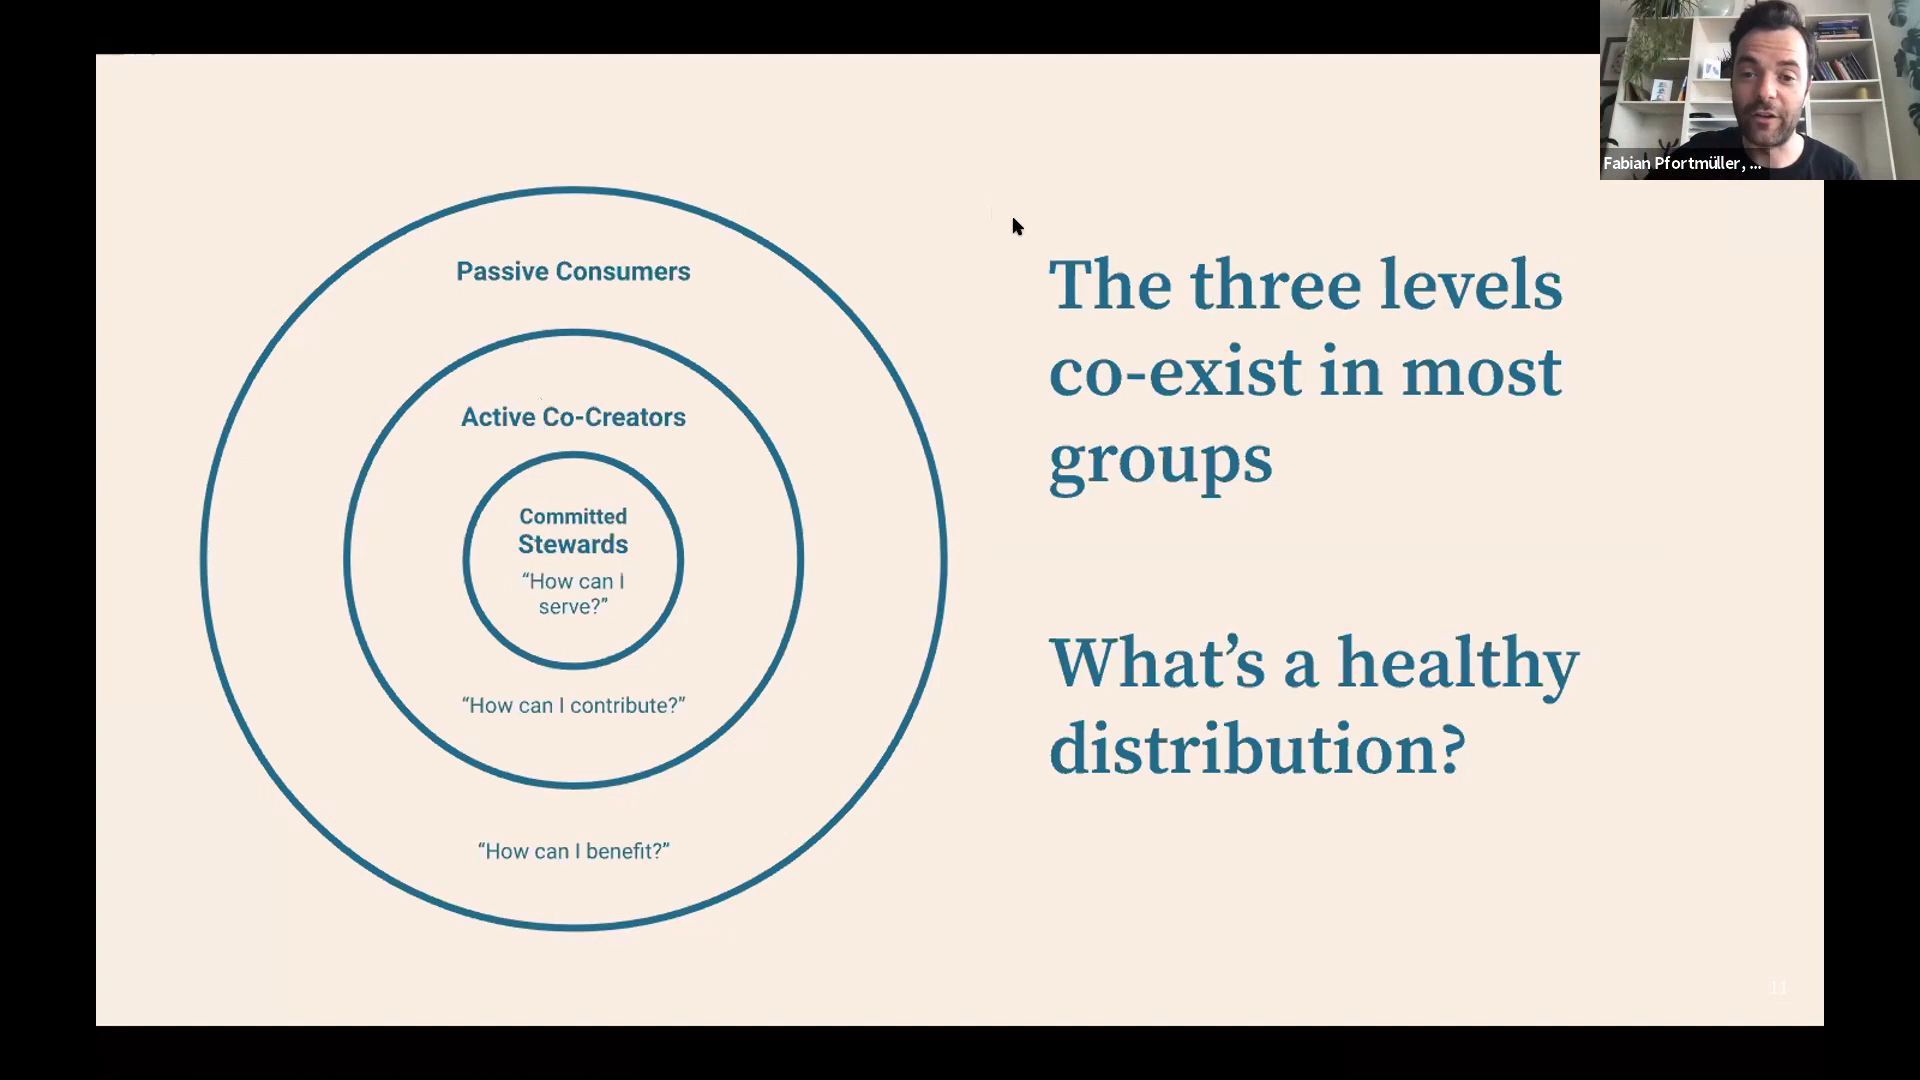 Fabian Pfortmüller, ...
Passive Consumers
Active Co-Creators
Committed
Stewards
“How can I
serve?”
“How can I contribute?”
“How can I benefit?”
The three levels
co-exist in most
groups
What’s a healthy
distribution?
11